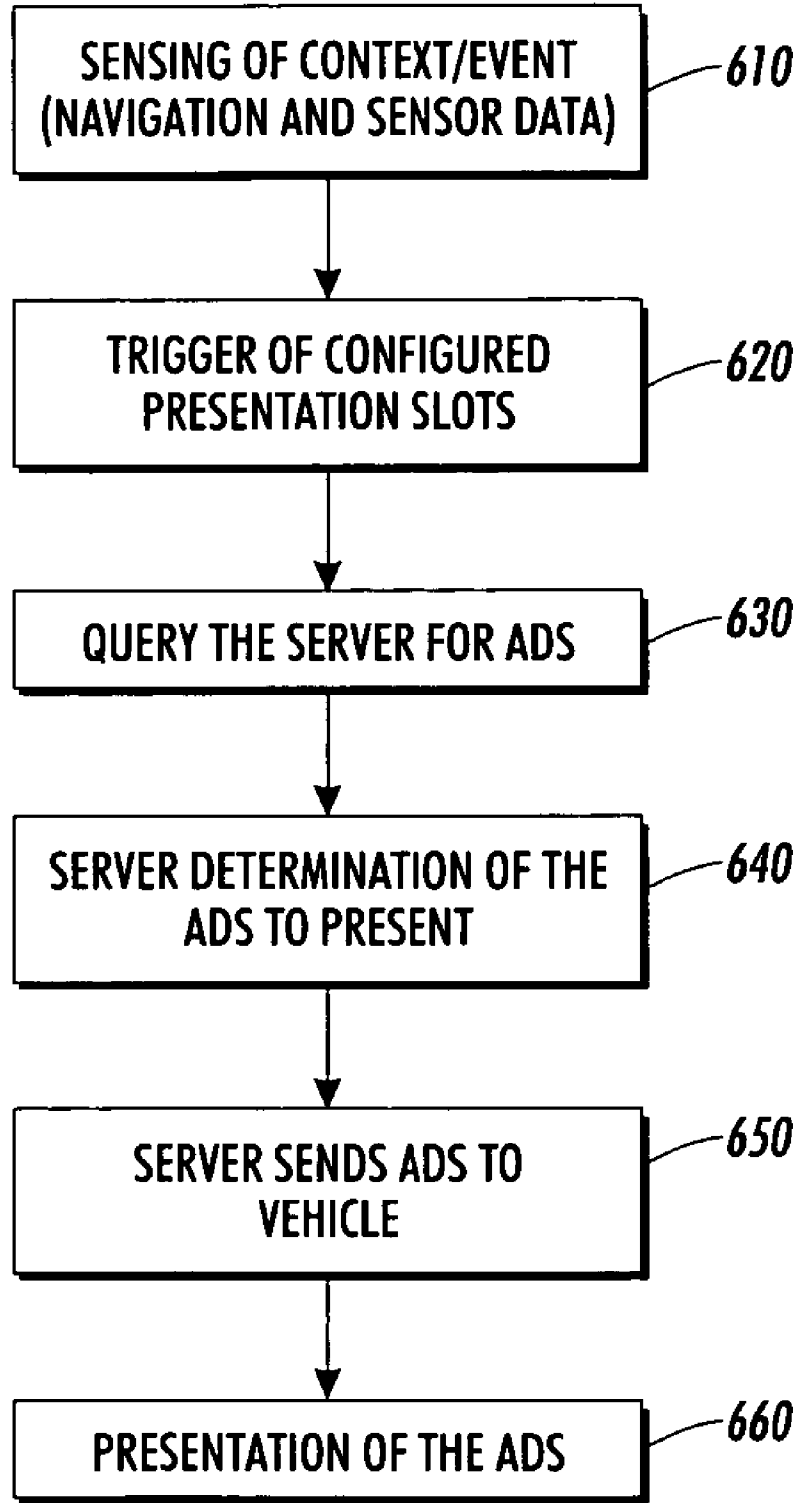 SENSING OF CONTEXT/EVENT
(NAVIGATION AND SENSOR DATA)
610
TRIGGER OF CONFIGURED
PRESENTATION SLOTS
620
QUERY THE SERVER FOR ADS
630
SERVER DETERMINATION OF THE
ADS TO PRESENT
640
SERVER SENDS ADS TO
VEHICLE
650
PRESENTATION OF THE ADS
660